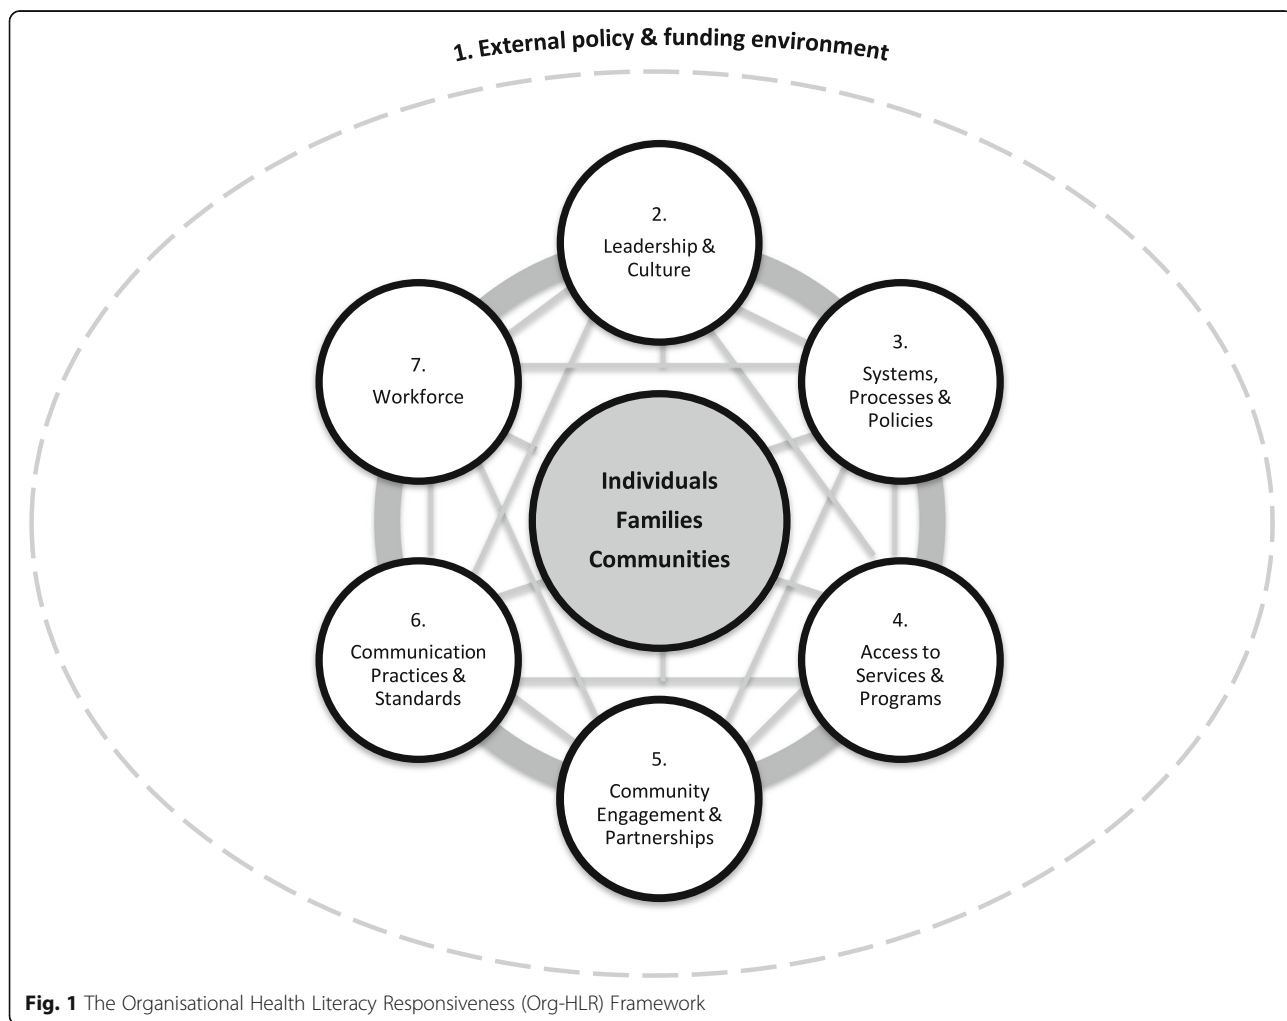 1. External policy & funding environment
2.
Leadership &
Culture
3.
Systems,
Processes &
Policies
4.
Access to
Services &
Programs
5.
Community
Engagement &
Partnerships
6.
Communication
Practices &
Standards
7.
Workforce
Individuals
Families
Communities
Fig. 1 The Organisational Health Literacy Responsiveness (Org-HLR) Framework